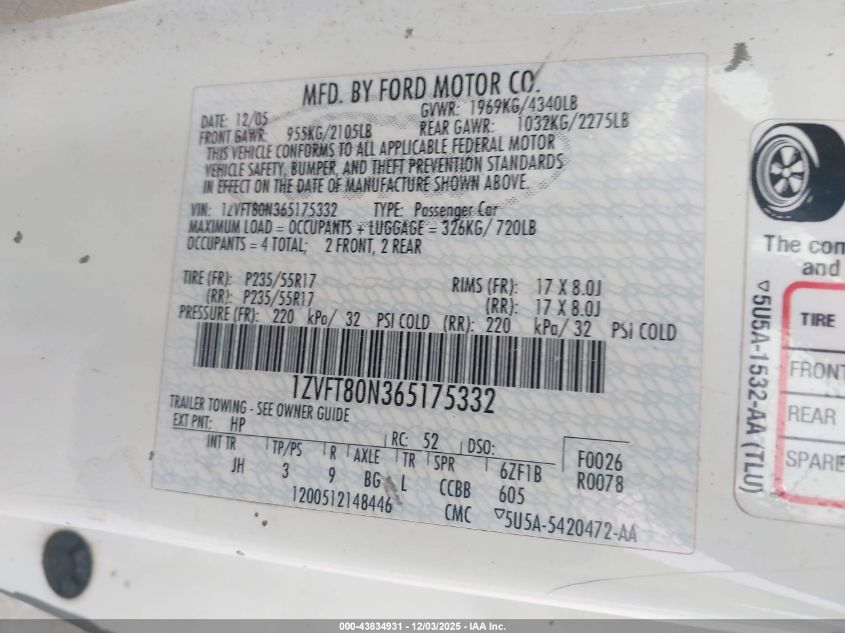 MFD. BY FORD MOTOR CO.
DATE: 12/05 GVWR: 1969KG/4340LB
FRONT GAWR: 955KG/2105LB REAR GAWR: 1032KG/2275LB
THIS VEHICLE CONFORMS TO ALL APPLICABLE FEDERAL MOTOR
VEHICLE SAFETY, BUMPER, AND THEFT PREVENTION STANDARDS
IN EFFECT ON THE DATE OF MANUFACTURE SHOWN ABOVE.
VIN: 1ZVFT80N365175332 TYPE: Passenger Car
MAXIMUM LOAD = OCCUPANTS + LUGGAGE = 326KG/ 720LB
OCCUPANTS = 4 TOTAL; 2 FRONT, 2 REAR
TIRE (FR): P235/55R17 RIMS (FR): 17 X 8.0J
(RR): P235/55R17 (RR): 17 X 8.0J
PRESSURE (FR): 220 kPa/ 32 PSI COLD (RR): 220 kPa/ 32 PSI COLD
1ZVFT80N365175332
TRAILER TOWING - SEE OWNER GUIDE
EXT PNT: HP RC: 52 DSO: F0026
INT TR TP/PS R AXLE TR SPR 6ZF1B R0078
JH 3 9 BG L CCBB 605
1200512148446 CMC ▽5U5A-5420472-AA
▽5U5A-1532-AA (TLU)
The com
and
TIRE
FRONT
REAR
SPARE
000-43834931 - 12/03/2025 - IAA Inc.